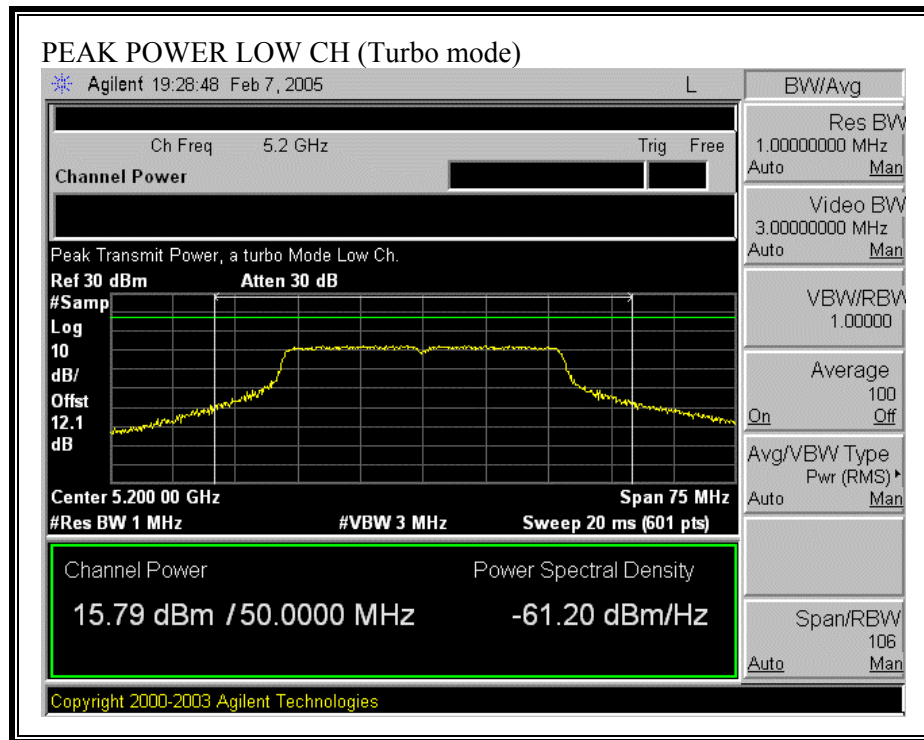 PEAK POWER LOW CH (Turbo mode)
Agilent 19:28:48 Feb 7, 2005 L
BW/Avg
Ch Freq 5.2 GHz Trig Free
Channel Power
Res BW
1.00000000 MHz
Auto Man
Video BW
3.00000000 MHz
Auto Man
Peak Transmit Power, a turbo Mode Low Ch.
Ref 30 dBm Atten 30 dB
#Samp
Log
10
dB/
Offst
12.1
dB
VBW/RBW
1.00000
Average
100
On Off
Avg/VBW Type
Pwr (RMS)
Auto Man
Center 5.200 00 GHz Span 75 MHz
#Res BW 1 MHz #VBW 3 MHz Sweep 20 ms (601 pts)
Channel Power Power Spectral Density
15.79 dBm / 50.0000 MHz -61.20 dBm/Hz
Span/RBW
106
Auto Man
Copyright 2000-2003 Agilent Technologies